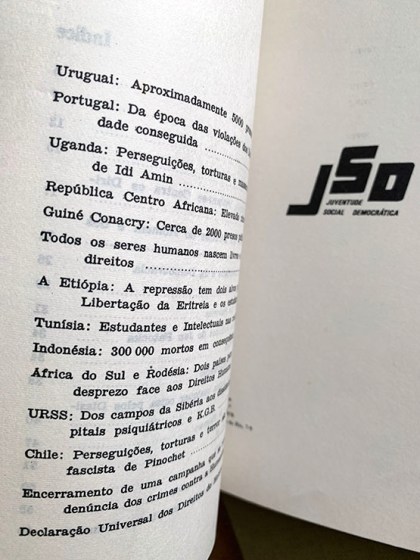 Índice
Uruguai: Aproximadamente 5000
Portugal: Da época das violações
dade conseguida
Uganda: Perseguições, torturas e
de Idi Amin
República Centro Africana:
Guiné Conacry: Cerca de 2000
Todos os seres humanos nascem
direitos
A Etiópia: A repressão tem dois
Libertação da Eritreia e os
Tunísia: Estudantes e Intelectuais
Indonésia: 300 000 mortos em
África do Sul e Rodésia: Dois
desprezo face aos Direitos
URSS: Dos campos da Sibéria aos
pitais psiquiátricos e K.G.B.
Chile: Perseguições, torturas e
fascista de Pinochet
Encerramento de uma campanha que
denúncia dos crimes contra a
Declaração Universal dos Direitos do
JSD
JUVENTUDE
SOCIAL DEMOCRÁTICA